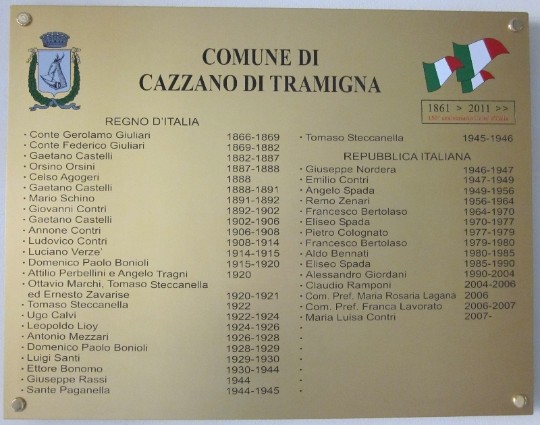 COMUNE DI
CAZZANO DI TRAMIGNA
1861 > 2011 >>
REGNO D'ITALIA
· Conte Gerolamo Giuliari 1866-1869
· Conte Federico Giuliari 1869-1882
· Gaetano Castelli 1882-1887
· Orsino Orsini 1887-1888
· Celso Agogeri 1888
· Gaetano Castelli 1888-1891
· Mario Schino 1891-1892
· Giovanni Contri 1892-1902
· Gaetano Castelli 1902-1906
· Annone Contri 1906-1908
· Ludovico Contri 1908-1914
· Luciano Verze' 1914-1915
· Domenico Paolo Bonioli 1915-1920
· Attilio Perbellini e Angelo Tragni 1920
· Ottavio Marchi, Tomaso Steccanella
ed Ernesto Zavarise 1920-1921
· Tomaso Steccanella 1922
· Ugo Calvi 1922-1924
· Leopoldo Lioy 1924-1926
· Antonio Mezzari 1926-1928
· Domenico Paolo Bonioli 1928-1929
· Luigi Santi 1929-1930
· Ettore Bonomo 1930-1944
· Giuseppe Rassi 1944
· Sante Paganella 1944-1945
· Tomaso Steccanella 1945-1946
REPUBBLICA ITALIANA
· Giuseppe Nordera 1946-1947
· Emilio Contri 1947-1949
· Angelo Spada 1949-1956
· Remo Zenari 1956-1964
· Francesco Bertolaso 1964-1970
· Eliseo Spada 1970-1977
· Pietro Colognato 1977-1979
· Francesco Bertolaso 1979-1980
· Aldo Bennati 1980-1985
· Eliseo Spada 1985-1990
· Alessandro Giordani 1990-2004
· Claudio Ramponi 2004-2006
· Com. Pref. Maria Rosaria Laganà 2006
· Com. Pref. Franca Lavorato 2006-2007
· Maria Luisa Contri 2007-